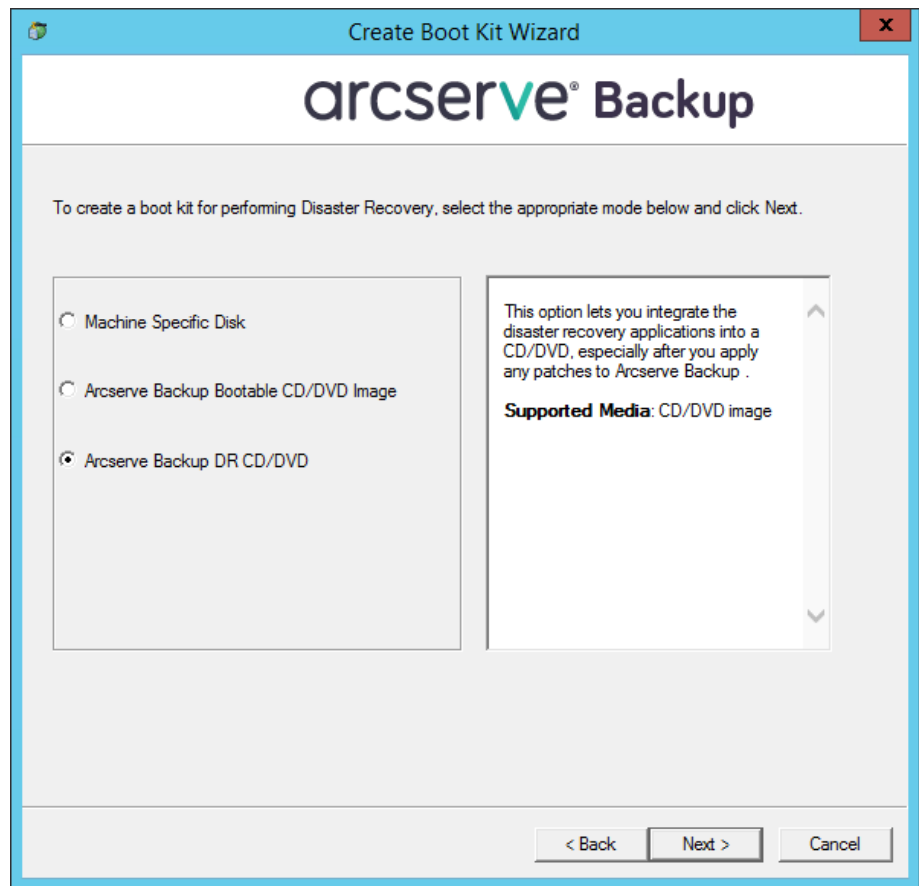 Create Boot Kit Wizard
x
arcserve® Backup
To create a boot kit for performing Disaster Recovery, select the appropriate mode below and click Next.
Machine Specific Disk
Arcserve Backup Bootable CD/DVD Image
Arcserve Backup DR CD/DVD
This option lets you integrate the
disaster recovery applications into a
CD/DVD, especially after you apply
any patches to Arcserve Backup .
Supported Media: CD/DVD image
< Back
Next >
Cancel